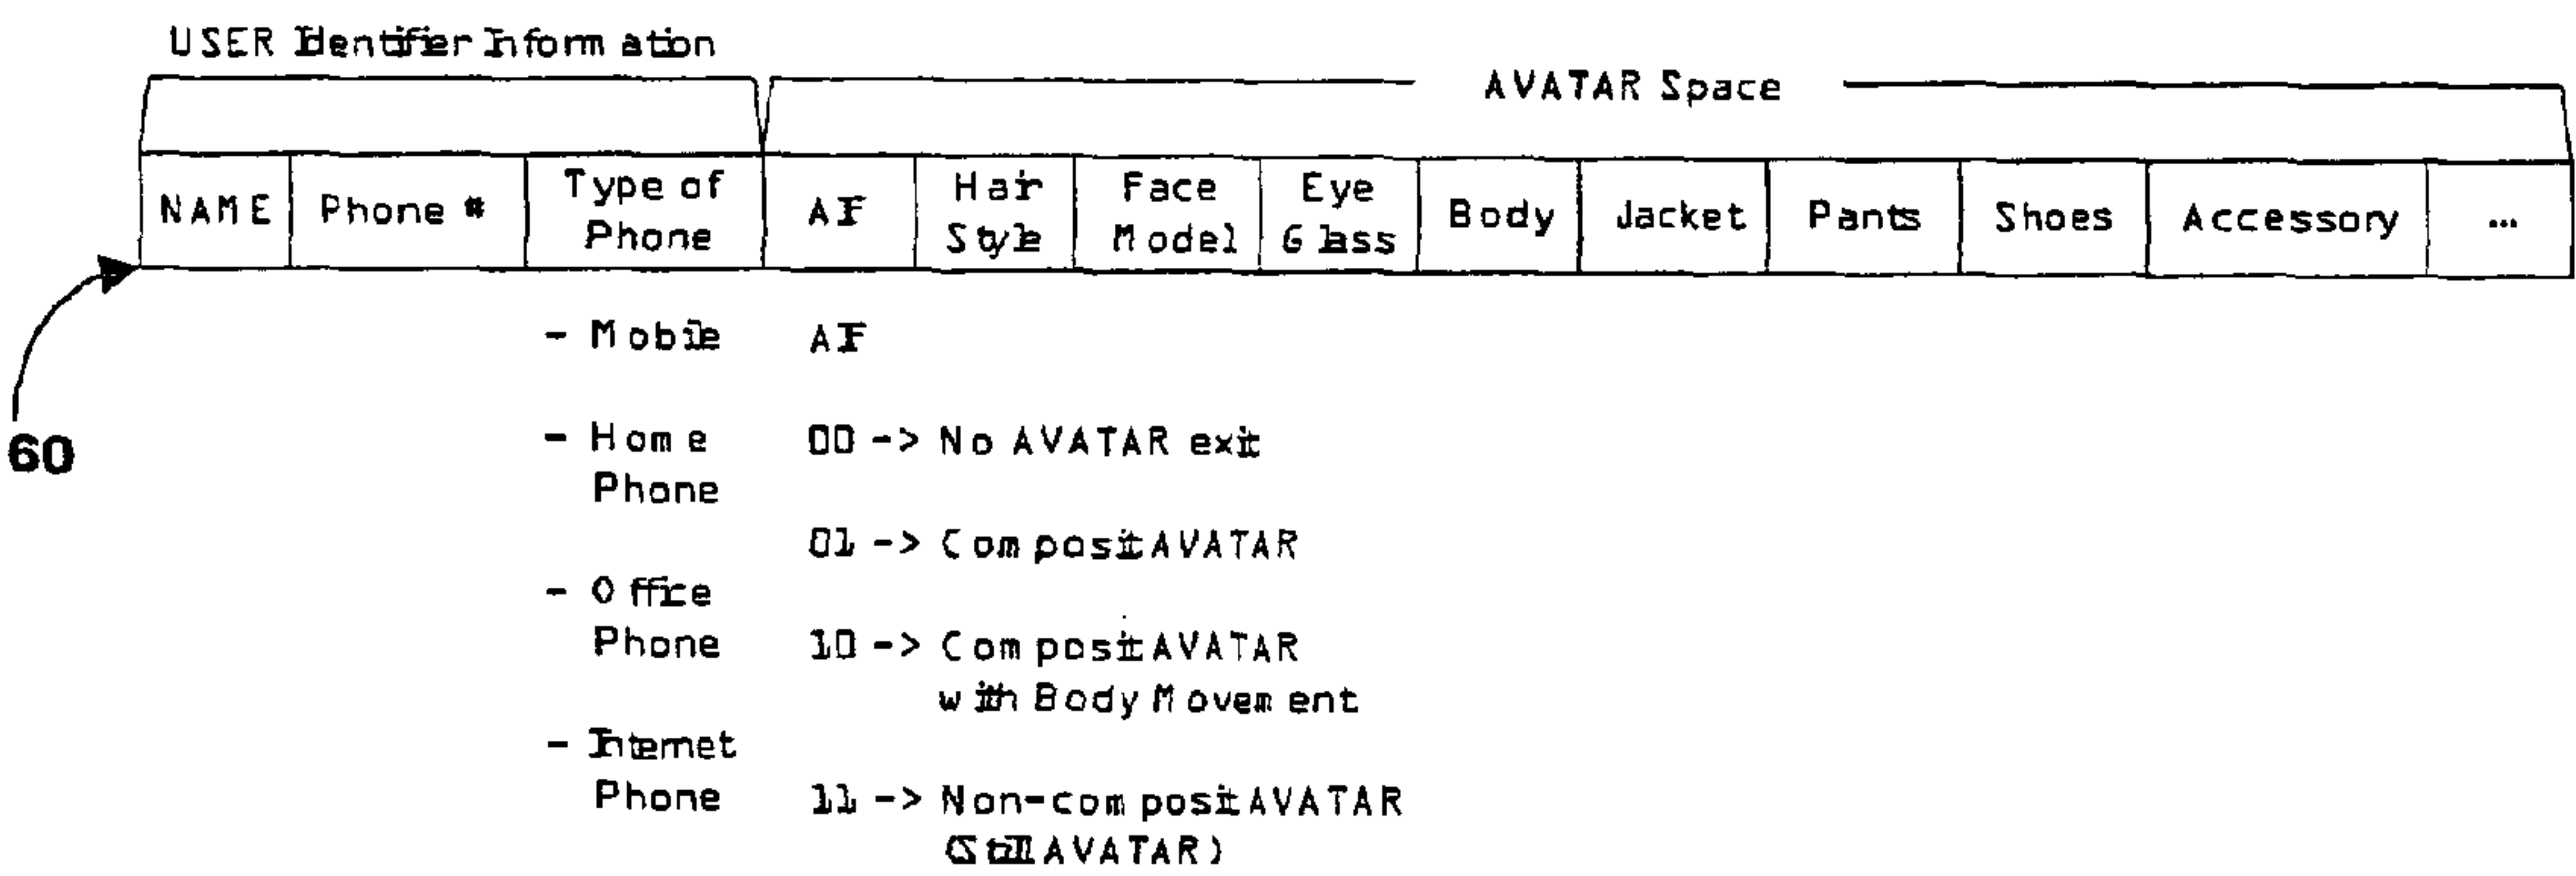 USER Identifier Information
AVATAR Space
NAME
Phone #
Type of
Phone
AIF
Hair
Style
Face
Model
Eye
Glass
Body
Jacket
Pants
Shoes
Accessory
...
60
- Mobile
- Home
Phone
- Office
Phone
- Internet
Phone
AIF
00 -> No AVATAR exit
01 -> Composit AVATAR
10 -> Composit AVATAR
with Body Movement
11 -> Non-composit AVATAR
(Still AVATAR)